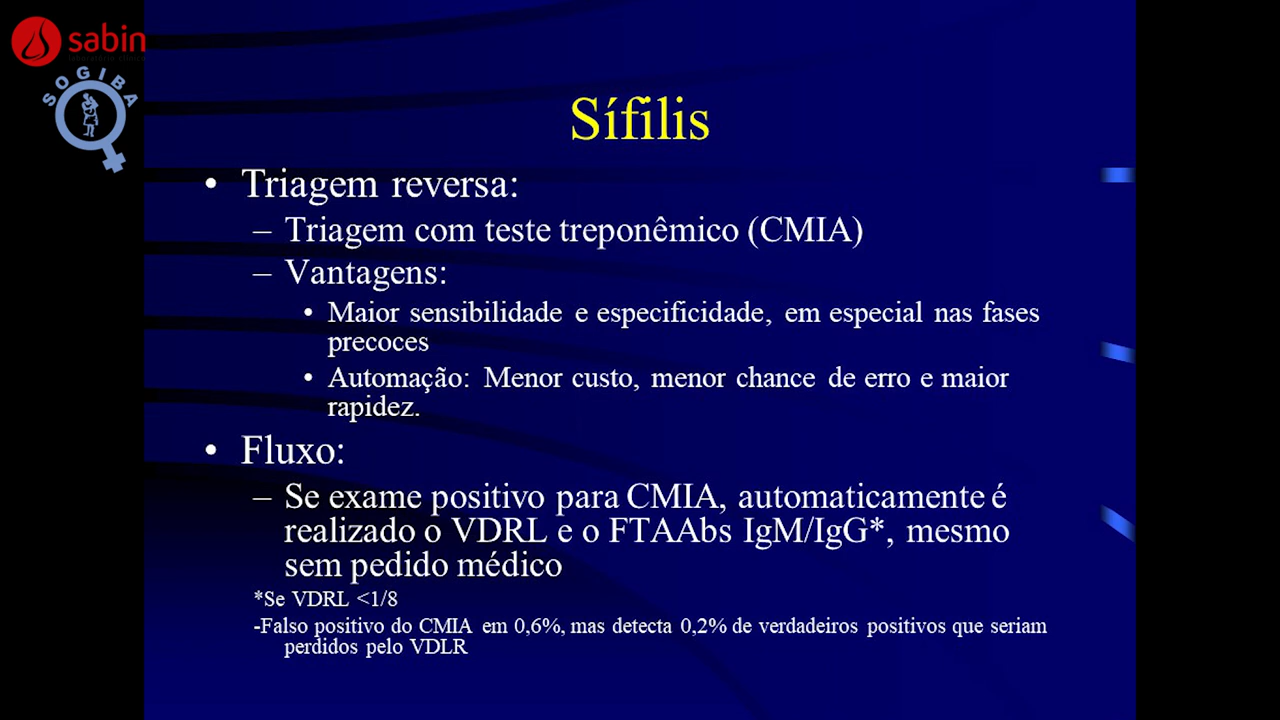 sabin
SOGIBA
Sífilis
• Triagem reversa:
– Triagem com teste treponêmico (CMIA)
– Vantagens:
• Maior sensibilidade e especificidade, em especial nas fases
precoces
• Automação: Menor custo, menor chance de erro e maior
rapidez.
• Fluxo:
– Se exame positivo para CMIA, automaticamente é
realizado o VDRL e o FTAAbs IgM/IgG*, mesmo
sem pedido médico
*Se VDRL <1/8
-Falso positivo do CMIA em 0,6%, mas detecta 0,2% de verdadeiros positivos que seriam
perdidos pelo VDLR